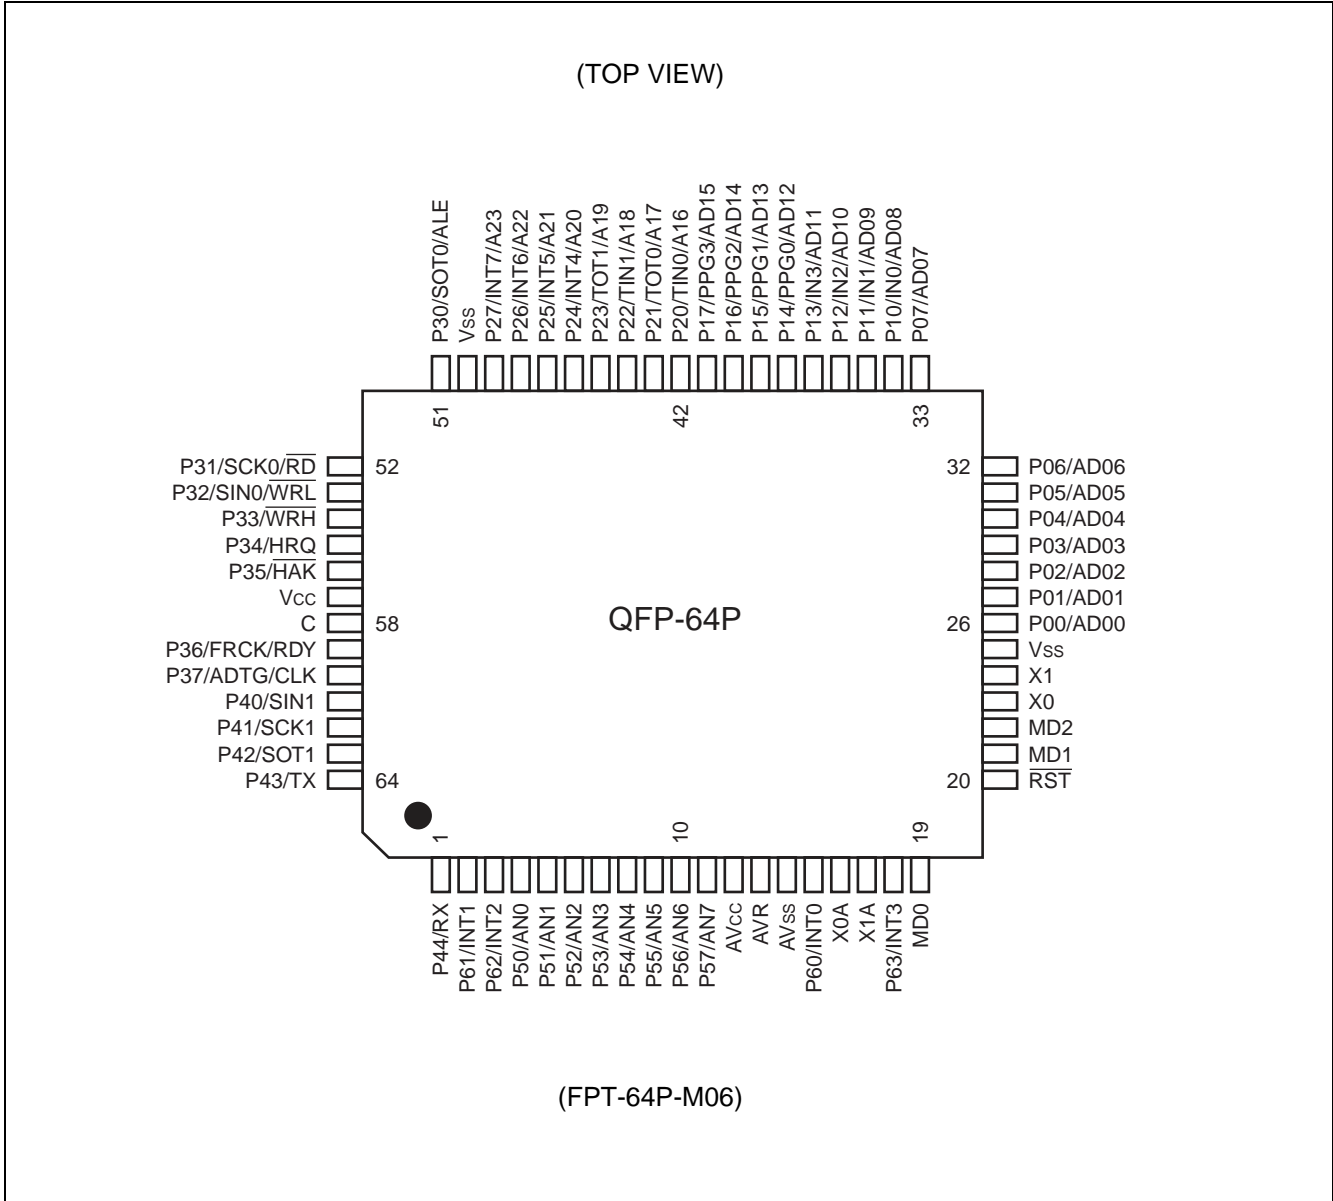 (TOP VIEW)
P30/SOT0/ALE
Vss
P27/INT7/A23
P26/INT6/A22
P25/INT5/A21
P24/INT4/A20
P23/TOT1/A19
P22/TIN1/A18
P21/TOT0/A17
P20/TIN0/A16
P17/PPG3/AD15
P16/PPG2/AD14
P15/PPG1/AD13
P14/PPG0/AD12
P13/IN3/AD11
P12/IN2/AD10
P11/IN1/AD09
P10/IN0/AD08
P07/AD07
51
42
33
P31/SCK0/R̅D̅
P32/SIN0/W̅R̅L̅
P33/W̅R̅H̅
P34/HRQ
P35/H̅A̅K̅
Vcc
C
P36/FRCK/RDY
P37/ADTG/CLK
P40/SIN1
P41/SCK1
P42/SOT1
P43/TX
52
58
64
QFP-64P
32
26
20
P06/AD06
P05/AD05
P04/AD04
P03/AD03
P02/AD02
P01/AD01
P00/AD00
Vss
X1
X0
MD2
MD1
R̅S̅T̅
1
10
19
P44/RX
P61/INT1
P62/INT2
P50/AN0
P51/AN1
P52/AN2
P53/AN3
P54/AN4
P55/AN5
P56/AN6
P57/AN7
AVcc
AVR
AVss
P60/INT0
X0A
X1A
P63/INT3
MD0
(FPT-64P-M06)